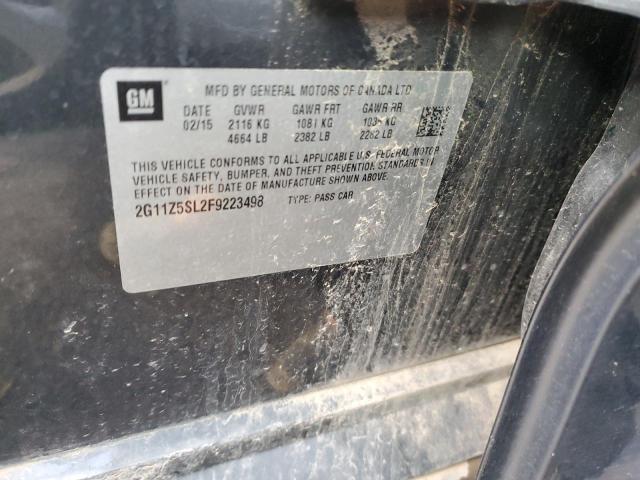 GM
MFD BY GENERAL MOTORS OF CANADA LTD
DATE GVWR GAWR FRT GAWR RR
02/15 2116 KG 1081 KG 1035 KG
4664 LB 2382 LB 2282 LB
THIS VEHICLE CONFORMS TO ALL APPLICABLE U.S. FEDERAL MOTOR
VEHICLE SAFETY, BUMPER, AND THEFT PREVENTION STANDARDS IN
EFFECT ON THE DATE OF MANUFACTURE SHOWN ABOVE.
2G11Z5SL2F9223498 TYPE: PASS CAR